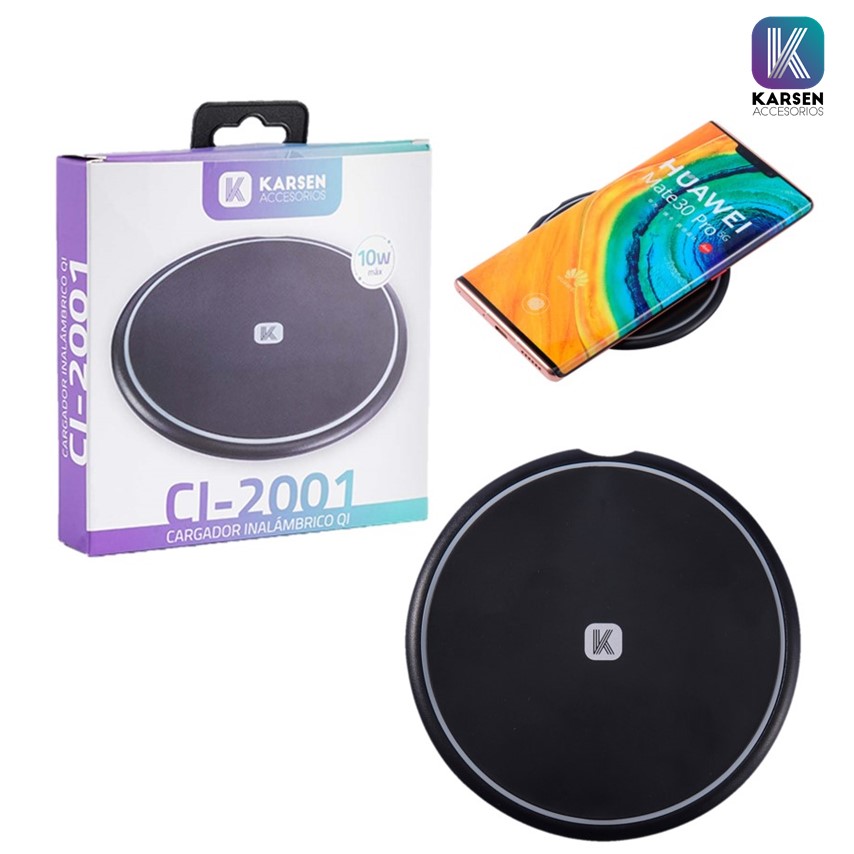 KARSEN
ACCESORIOS
KARSEN
ACCESORIOS
10w
máx
CI-2001
CARGADOR INALÁMBRICO QI
CARGADOR INALÁMBRICO QI
CI-2001
HUAWEI
Mate30 Pro 5G